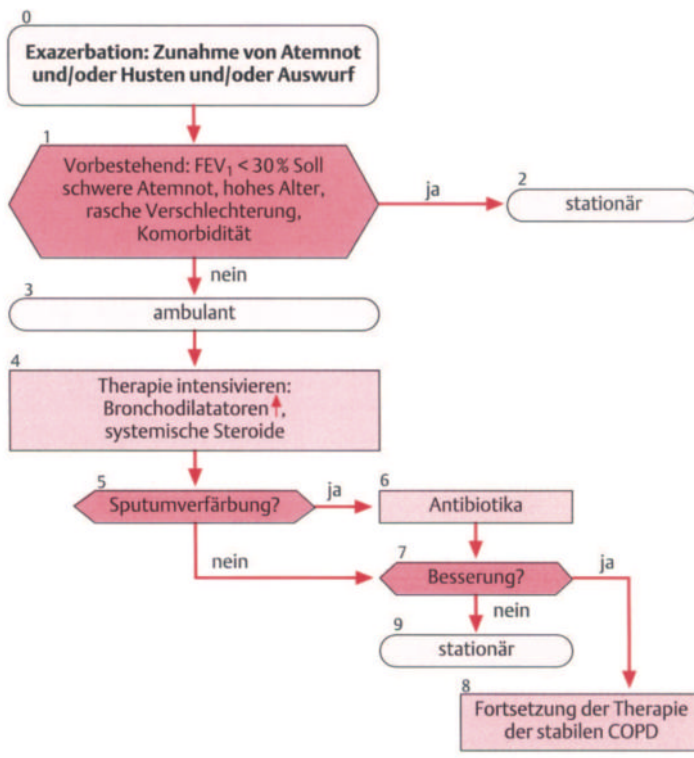 0
Exazerbation: Zunahme von Atemnot
und/oder Husten und/oder Auswurf
1
Vorbestehend: FEV₁ < 30% Soll
schwere Atemnot, hohes Alter,
rasche Verschlechterung,
Komorbidität
ja
2
stationär
nein
3
ambulant
4
Therapie intensivieren:
Bronchodilatatoren↑,
systemische Steroide
5
Sputumverfärbung?
ja
6
Antibiotika
nein
7
Besserung?
ja
nein
9
stationär
8
Fortsetzung der Therapie
der stabilen COPD